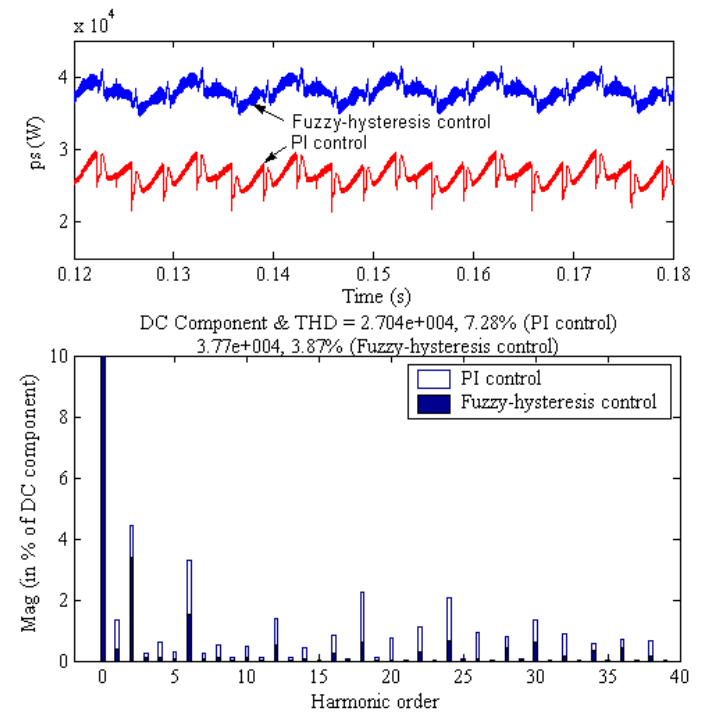 x 10^4
4
3
2
ps (W)
Fuzzy-hysteresis control
PI control
0.12 0.13 0.14 0.15 0.16 0.17 0.18
Time (s)
DC Component & THD = 2.704e+004, 7.28% (PI control)
3.77e+004, 3.87% (Fuzzy-hysteresis control)
10
8
6
4
2
0
Mag (in % of DC component)
PI control
Fuzzy-hysteresis control
0 5 10 15 20 25 30 35 40
Harmonic order